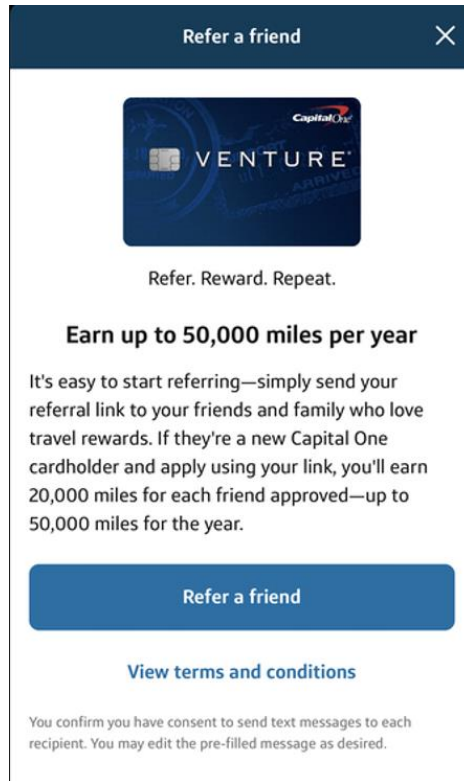 Refer a friend
Capital One
VENTURE
ARRIVED
Refer. Reward. Repeat.
Earn up to 50,000 miles per year
It's easy to start referring—simply send your
referral link to your friends and family who love
travel rewards. If they're a new Capital One
cardholder and apply using your link, you'll earn
20,000 miles for each friend approved—up to
50,000 miles for the year.
Refer a friend
View terms and conditions
You confirm you have consent to send text messages to each
recipient. You may edit the pre-filled message as desired.